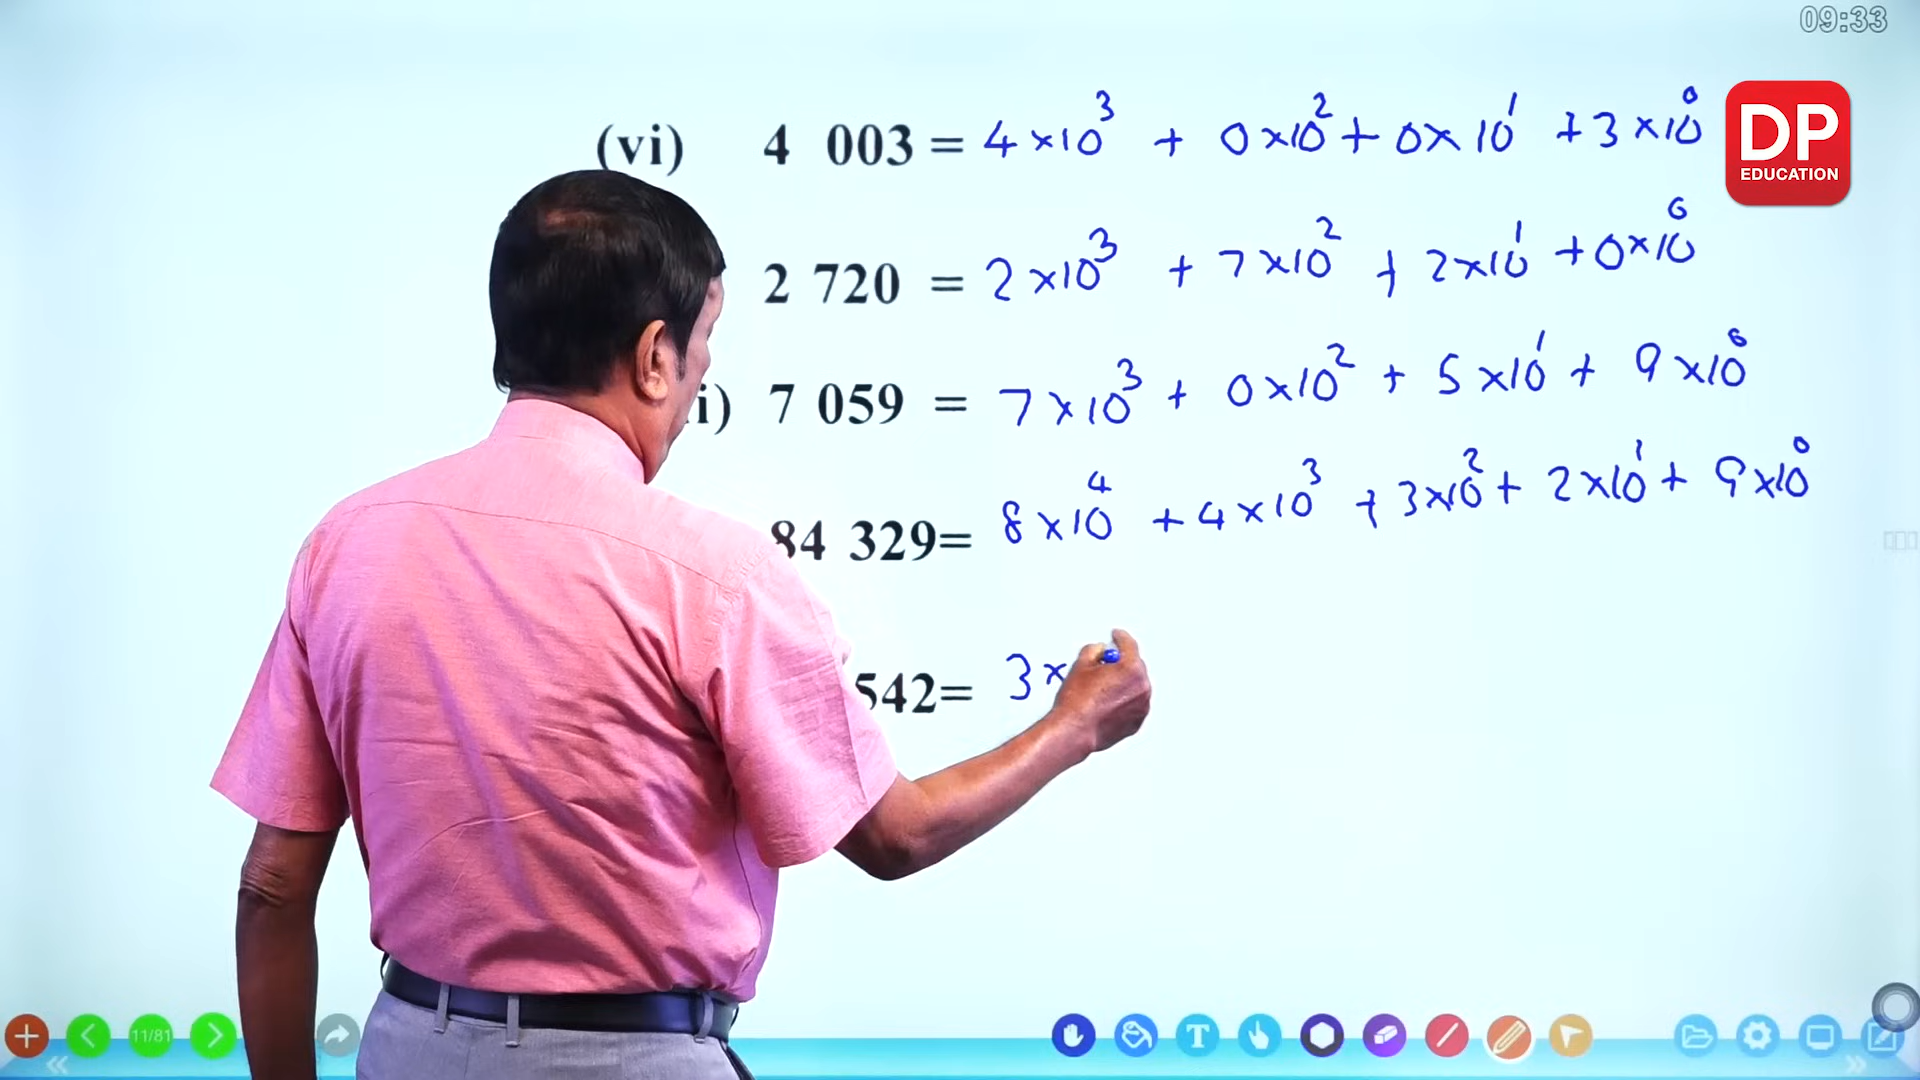 09:33
DP
EDUCATION
(vi) 4 003 = 4×10³ + 0×10² + 0×10¹ + 3×10⁰
2 720 = 2×10³ + 7×10² + 2×10¹ + 0×10⁰
i) 7 059 = 7×10³ + 0×10² + 5×10¹ + 9×10⁰
84 329= 8×10⁴ + 4×10³ + 3×10² + 2×10¹ + 9×10⁰
542= 3×
11/81
T